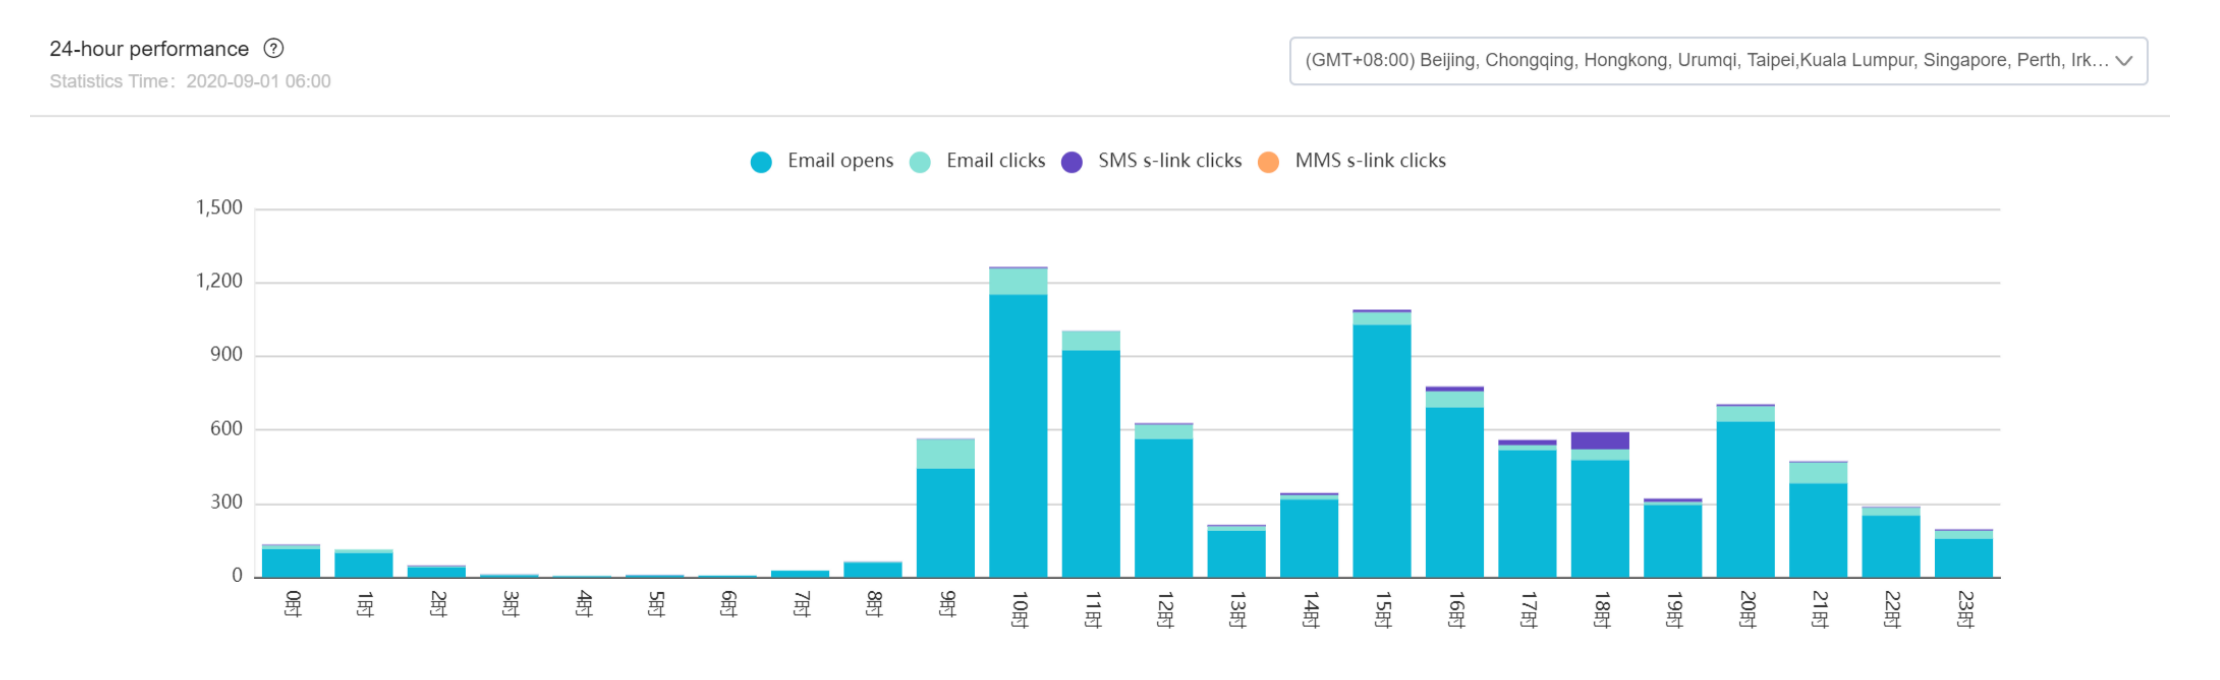 24-hour performance ?
Statistics Time: 2020-09-01 06:00
(GMT+08:00) Beijing, Chongqing, Hongkong, Urumqi, Taipei,Kuala Lumpur, Singapore, Perth, Irk...
Email opens Email clicks SMS s-link clicks MMS s-link clicks
1,500
1,200
900
600
300
0
0时 1时 2时 3时 4时 5时 6时 7时 8时 9时 10时 11时 12时 13时 14时 15时 16时 17时 18时 19时 20时 21时 22时 23时